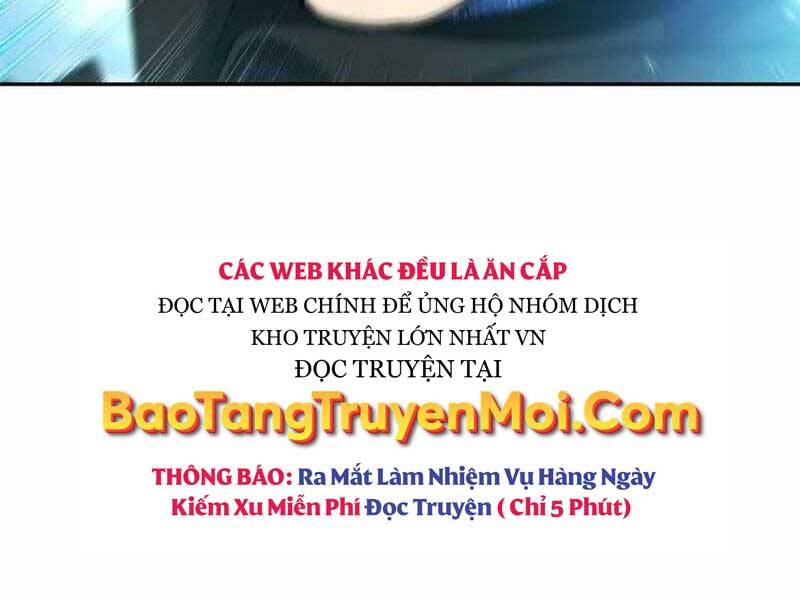 CÁC WEB KHÁC ĐỀU LÀ ĂN CẮP
ĐỌC TẠI WEB CHÍNH ĐỂ ỦNG HỘ NHÓM DỊCH
KHO TRUYỆN LỚN NHẤT VN
ĐỌC TRUYỆN TẠI
BaoTangTruyenMoi.Com
THÔNG BÁO: Ra Mắt Làm Nhiệm Vụ Hàng Ngày
Kiếm Xu Miễn Phí Đọc Truyện ( Chỉ 5 Phút)